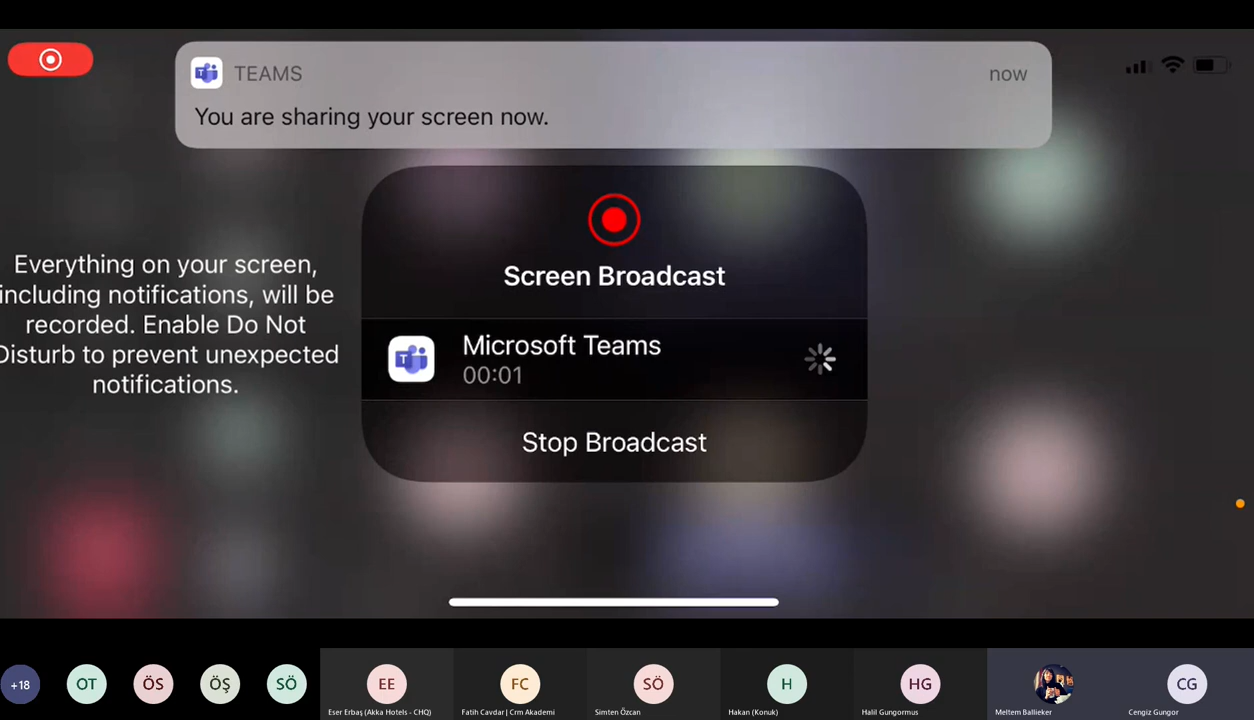 TEAMS
now
You are sharing your screen now.
Everything on your screen,
including notifications, will be
recorded. Enable Do Not
Disturb to prevent unexpected
notifications.
Screen Broadcast
Microsoft Teams
00:01
Stop Broadcast
+18
OT
ÖS
ÖŞ
SÖ
EE
Eser Erbaş (Akka Hotels - CHQ)
FC
Fatih Cavdar | Crm Akademi
SÖ
Simten Özcan
H
Hakan (Konuk)
HG
Halil Gungormus
Meltem Ballieker
CG
Cengiz Gungor